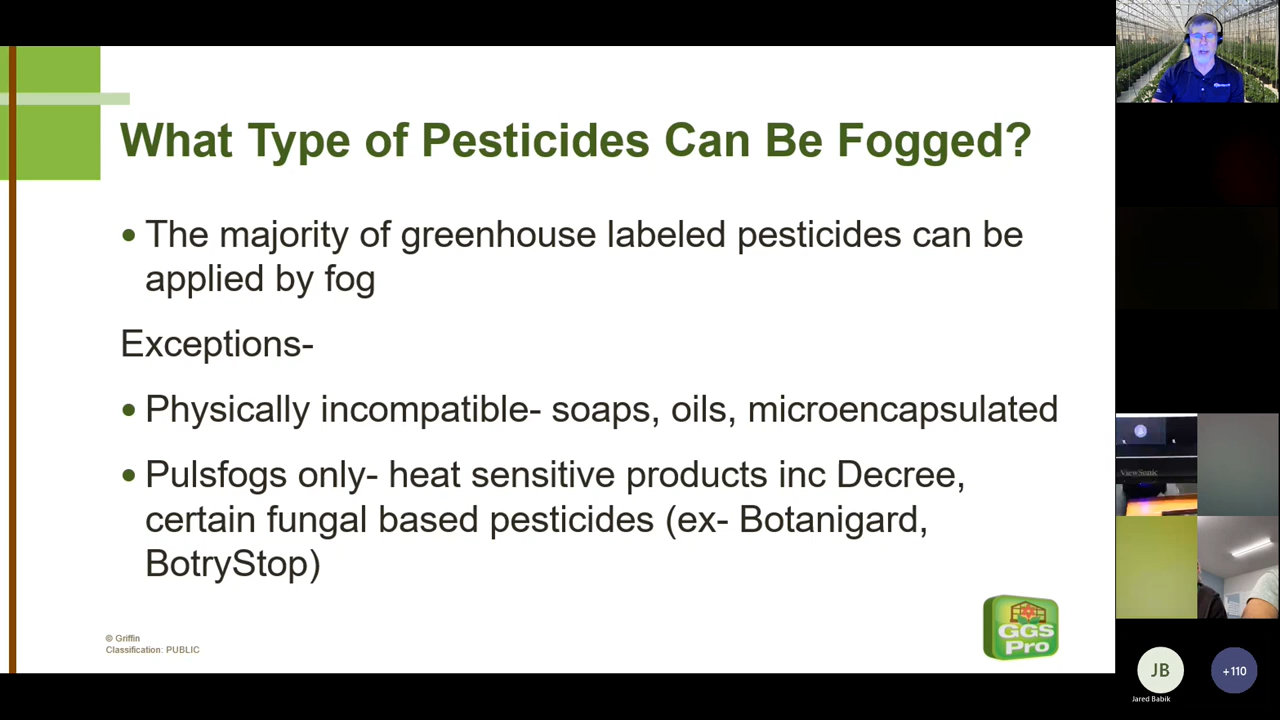 What Type of Pesticides Can Be Fogged?
• The majority of greenhouse labeled pesticides can be
applied by fog
Exceptions-
• Physically incompatible- soaps, oils, microencapsulated
• Pulsfogs only- heat sensitive products inc Decree,
certain fungal based pesticides (ex- Botanigard,
BotryStop)
© Griffin
Classification: PUBLIC
GGS
Pro
ViewSonic
JB
+110
Jared Babik